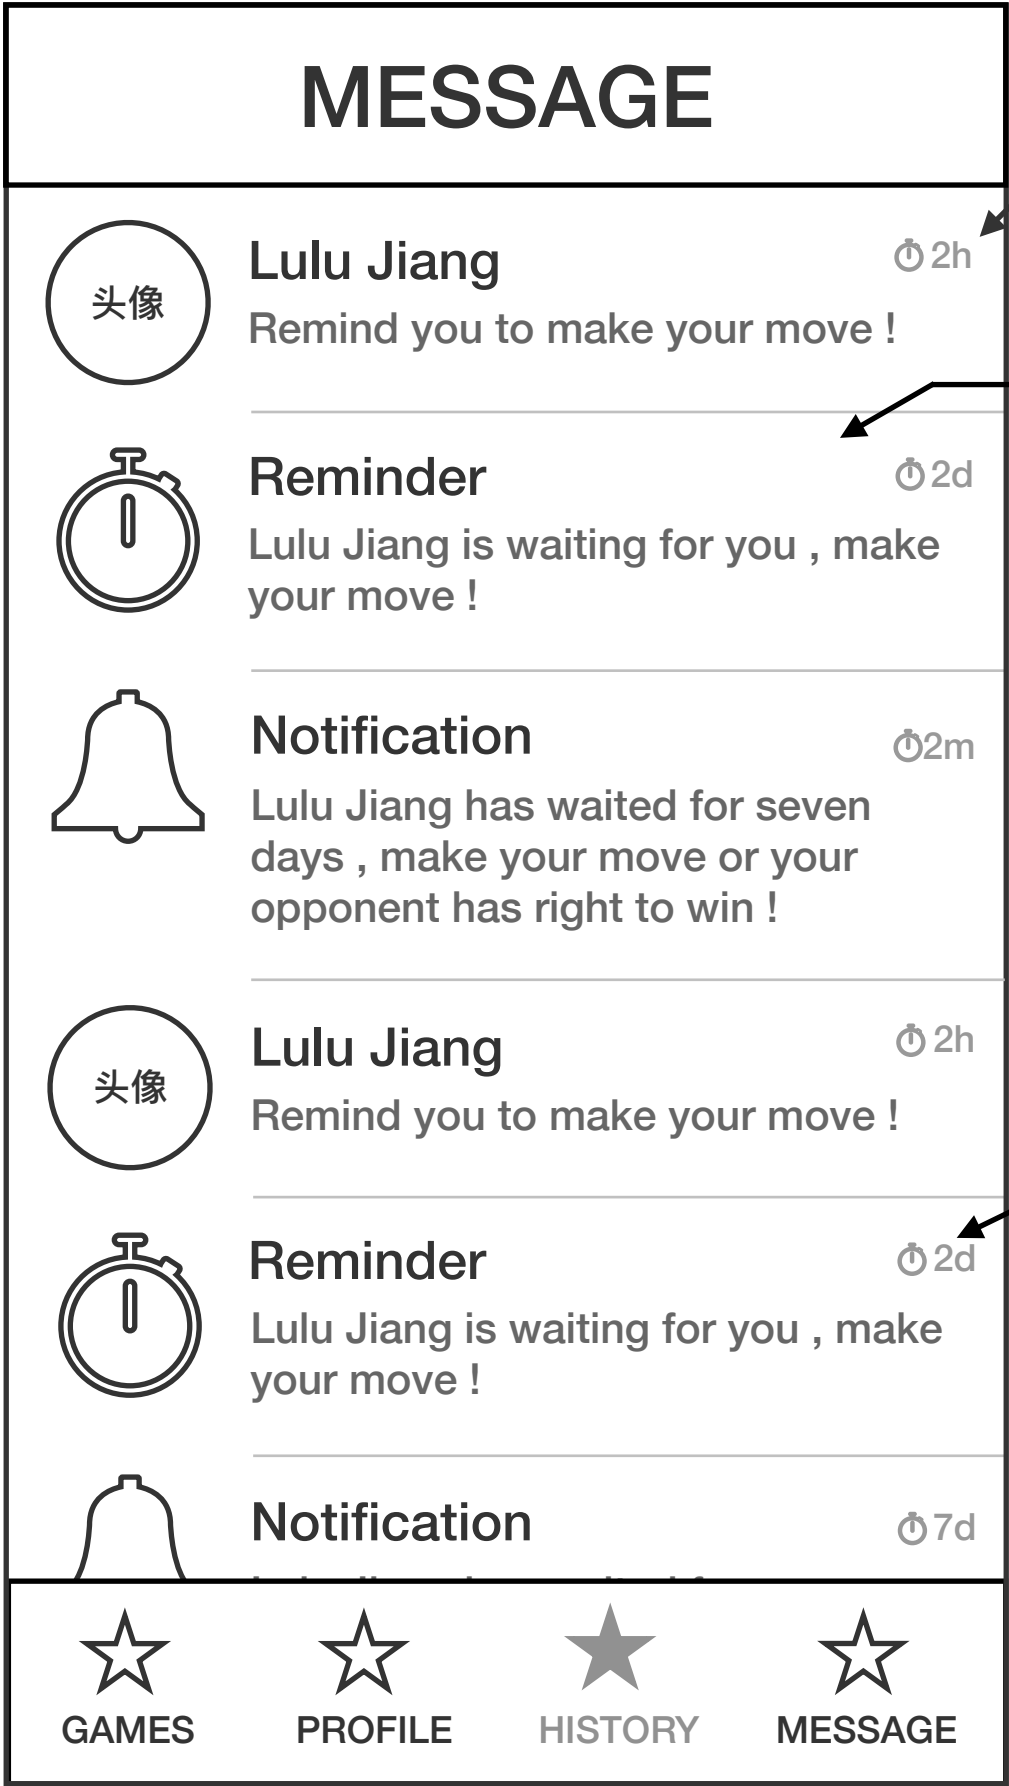 MESSAGE
头像
Lulu Jiang
2h
Remind you to make your move !
Reminder
2d
Lulu Jiang is waiting for you , make
your move !
Notification
2m
Lulu Jiang has waited for seven
days , make your move or your
opponent has right to win !
头像
Lulu Jiang
2h
Remind you to make your move !
Reminder
2d
Lulu Jiang is waiting for you , make
your move !
Notification
7d
GAMES
PROFILE
HISTORY
MESSAGE